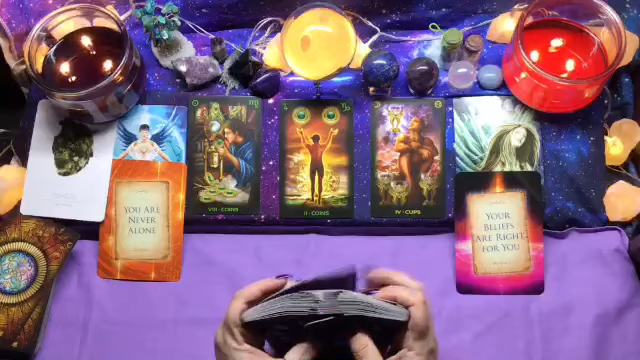 VIII · COINS
II · COINS
IV · CUPS
YOU ARE
NEVER
ALONE
YOUR
BELIEFS
ARE RIGHT
FOR YOU